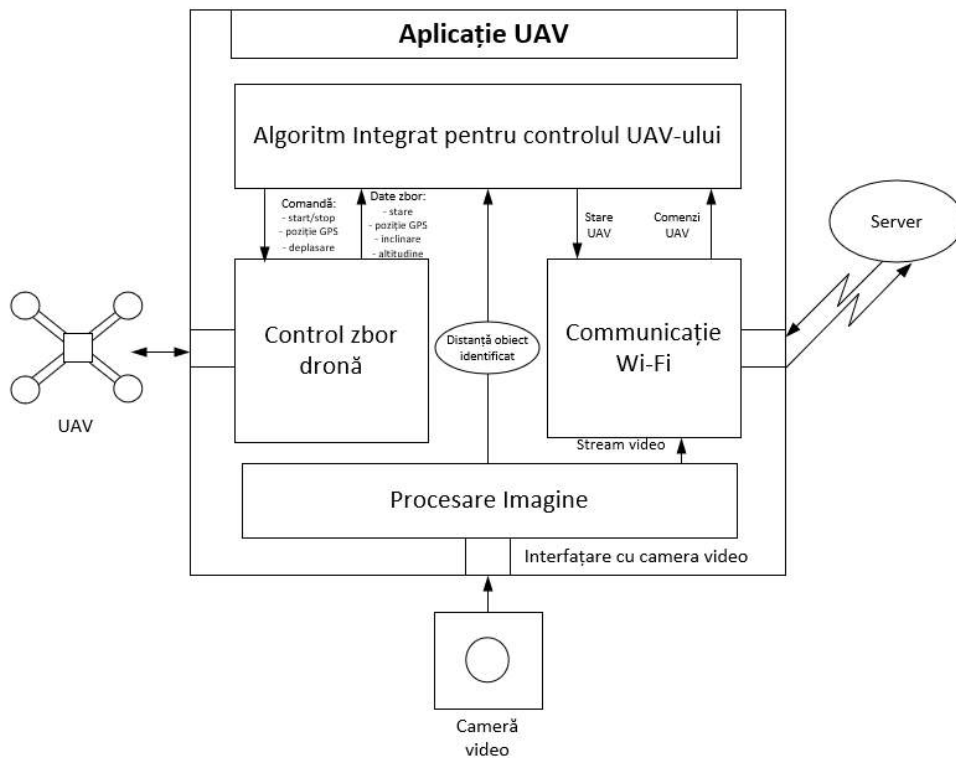 Aplicație UAV
Algoritm Integrat pentru controlul UAV-ului
Comandă:
- start/stop
- poziție GPS
- deplasare
Date zbor:
- stare
- poziție GPS
- inclinare
- altitudine
Stare
UAV
Comenzi
UAV
Server
Control zbor
dronă
Distanță obiect
identificat
Communicație
Wi-Fi
UAV
Stream video
Procesare Imagine
Interfațare cu camera video
Cameră
video